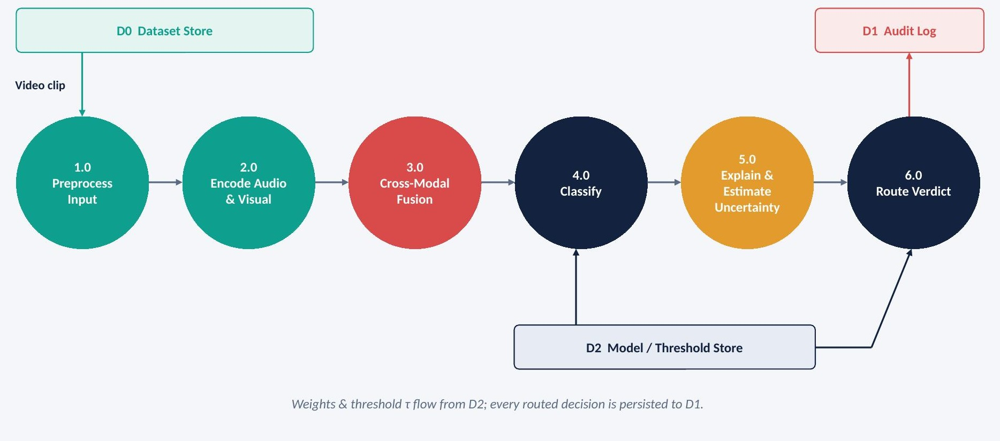 D0 Dataset Store
D1 Audit Log
Video clip
1.0
Preprocess
Input
2.0
Encode Audio
& Visual
3.0
Cross-Modal
Fusion
4.0
Classify
5.0
Explain &
Estimate
Uncertainty
6.0
Route Verdict
D2 Model / Threshold Store
Weights & threshold τ flow from D2; every routed decision is persisted to D1.